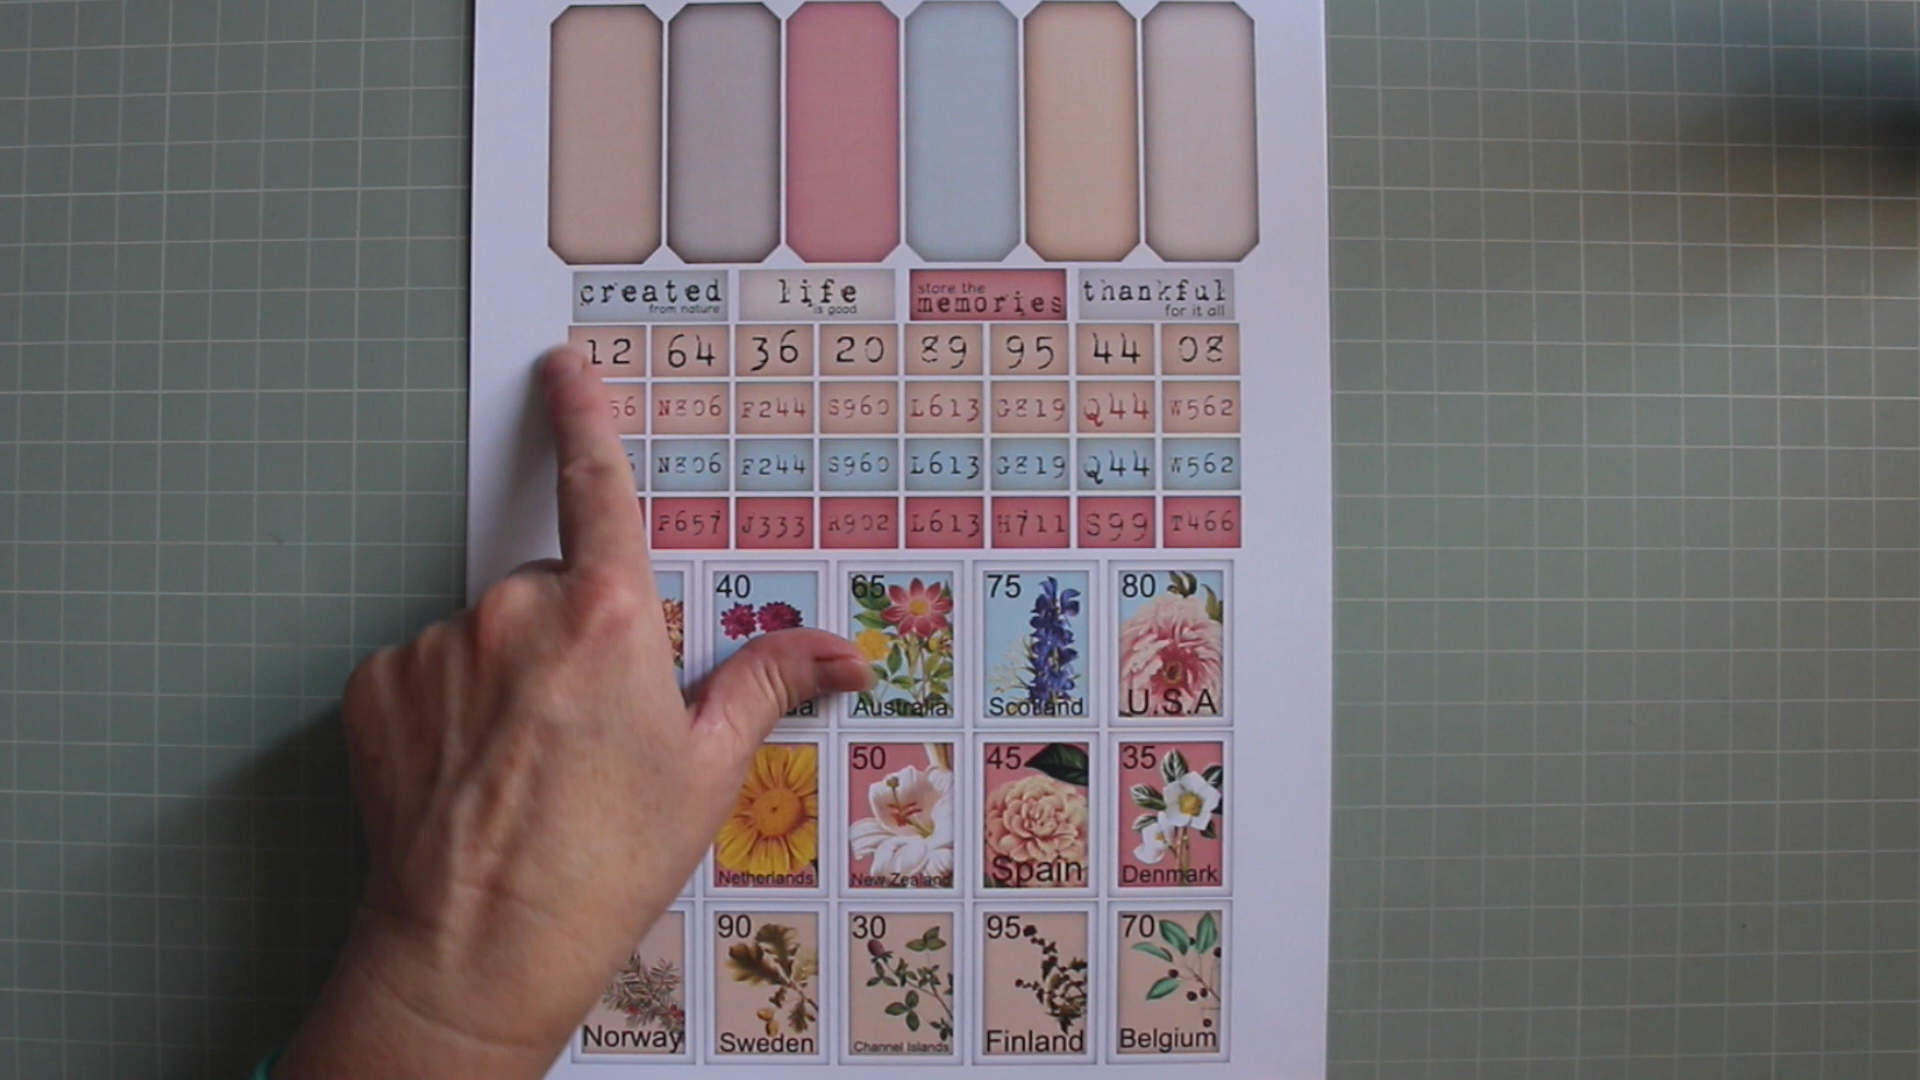 created life store the thankful
from nature is good memories for it all
12 64 36 20 89 95 44 08
56 N806 F244 S960 L613 G819 Q44 W562
N806 F244 S960 L613 G819 Q44 W562
P657 J333 R902 L613 H711 S99 T466
40 65 75 80
Australia Scotland U.S.A
50 45 35
Netherlands New Zealand Spain Denmark
90 30 95 70
Norway Sweden Channel Islands Finland Belgium